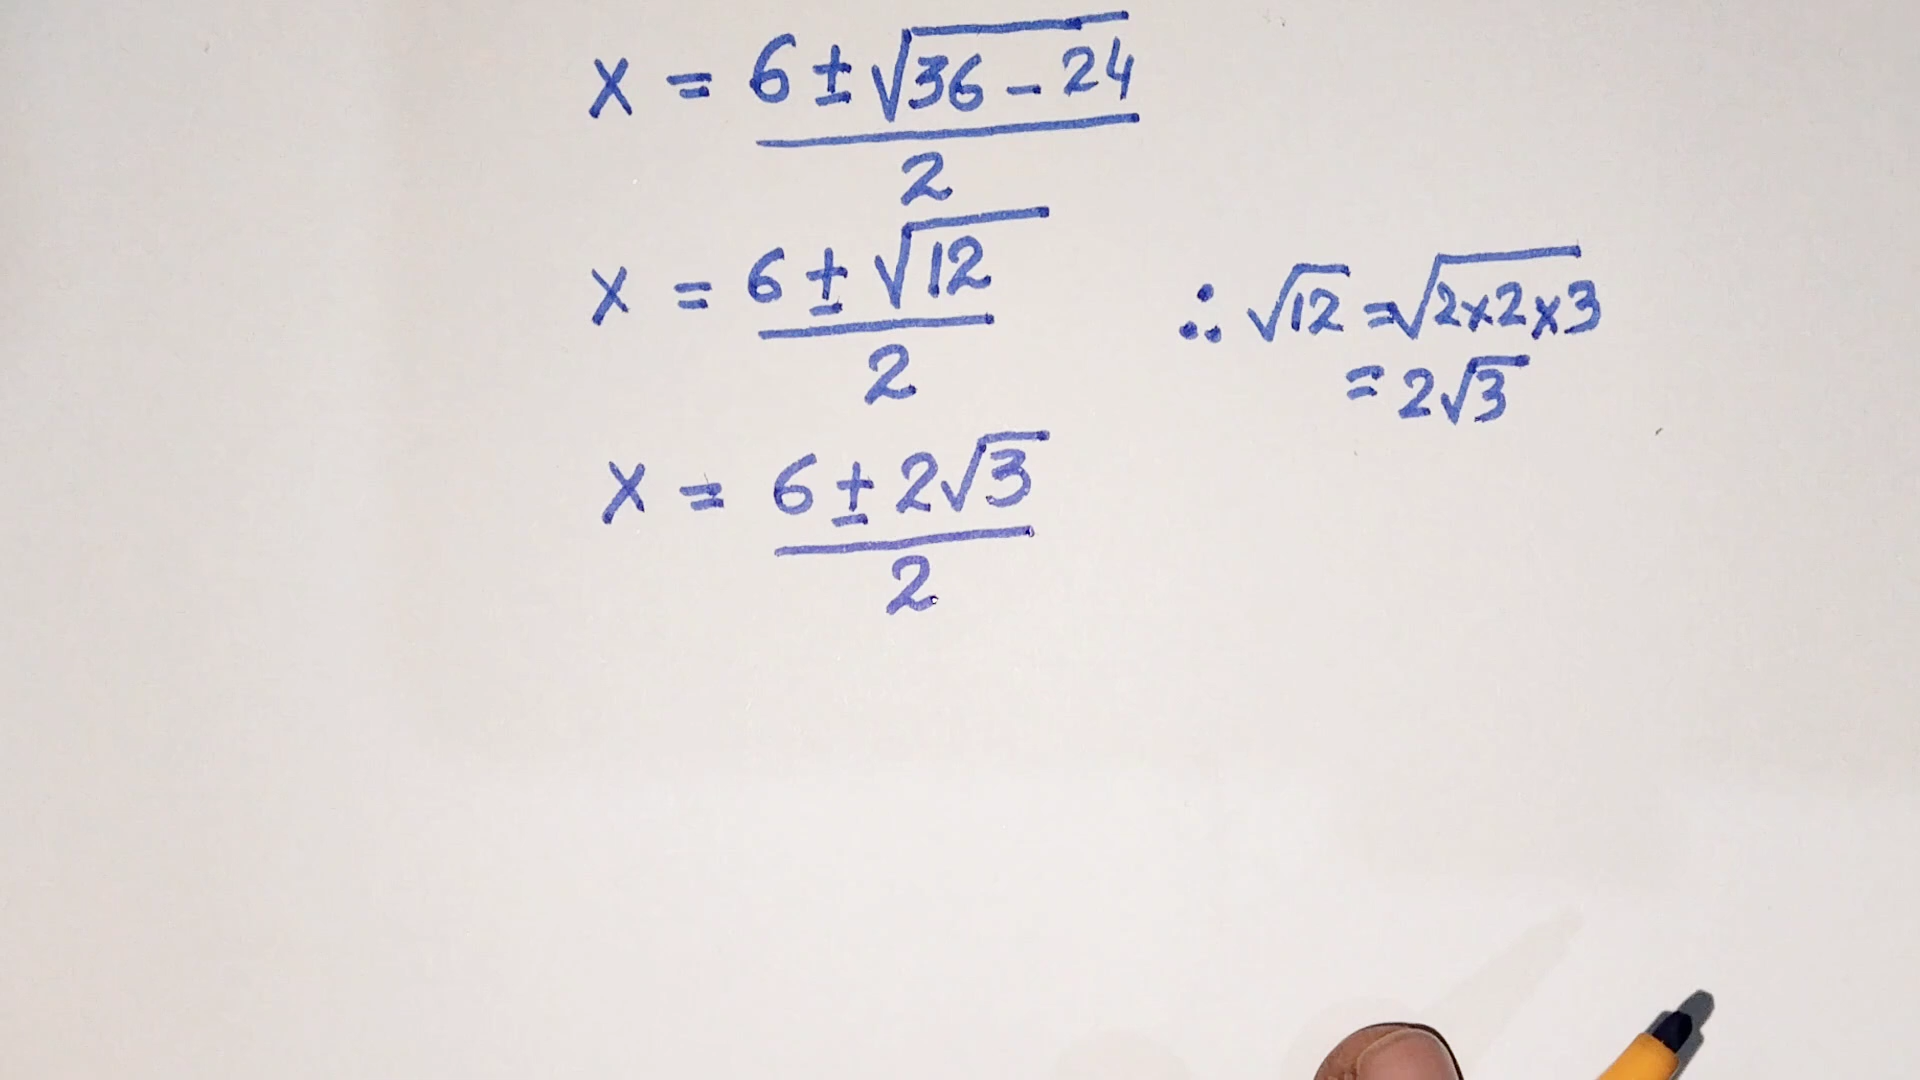 x = 6 ± √36 - 24
2
x = 6 ± √12
2
∴ √12 = √2×2×3
= 2√3
x = 6 ± 2√3
2